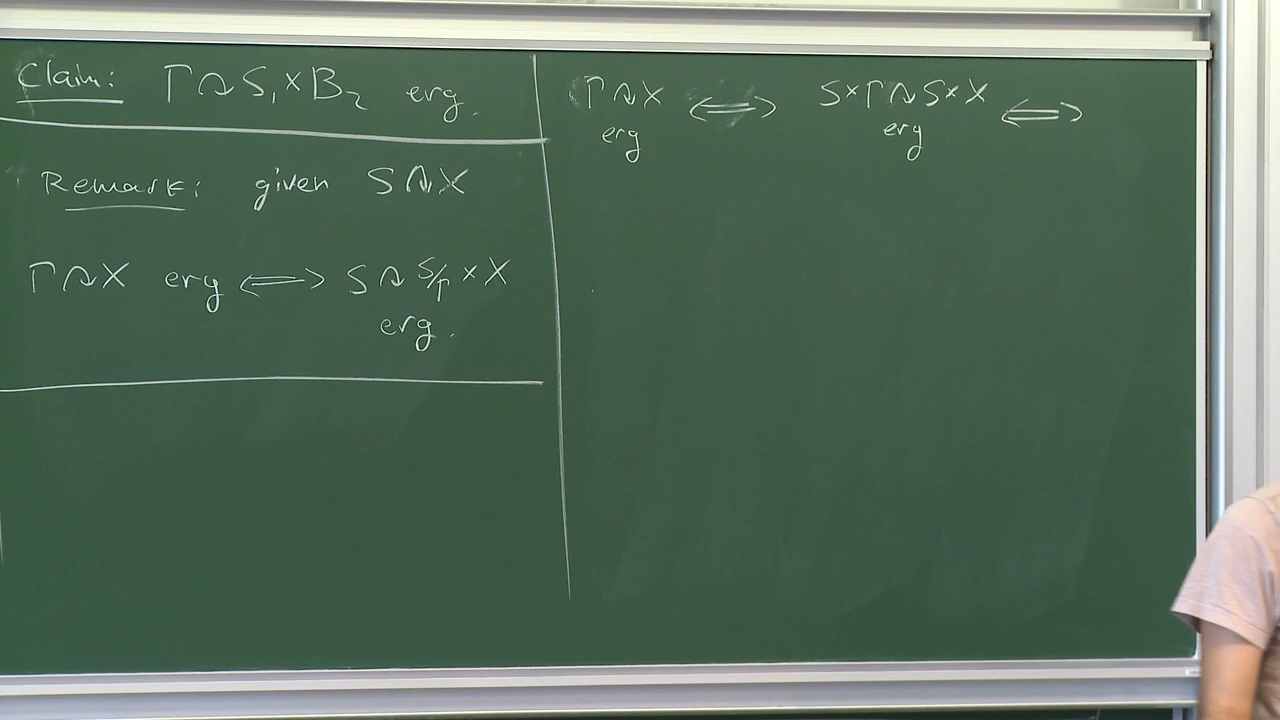 Claim: Γ ↷ S₁ × B₂ erg.
Remark: given S ↷ X
Γ ↷ X erg ⟺ S ↷ S/Γ × X
erg.
Γ ↷ X ⟺ S × Γ ↷ S × X ⟺
erg erg